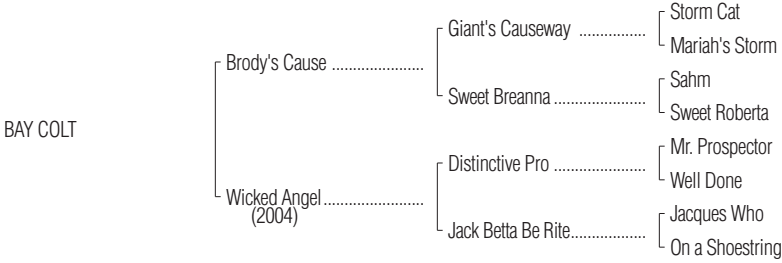 Storm Cat
Giant's Causeway ................
Mariah's Storm
Brody's Cause ......................
Sahm
Sweet Breanna ......................
Sweet Roberta
BAY COLT
Mr. Prospector
Distinctive Pro ......................
Well Done
Wicked Angel........................
(2004)
Jacques Who
Jack Betta Be Rite..................
On a Shoestring